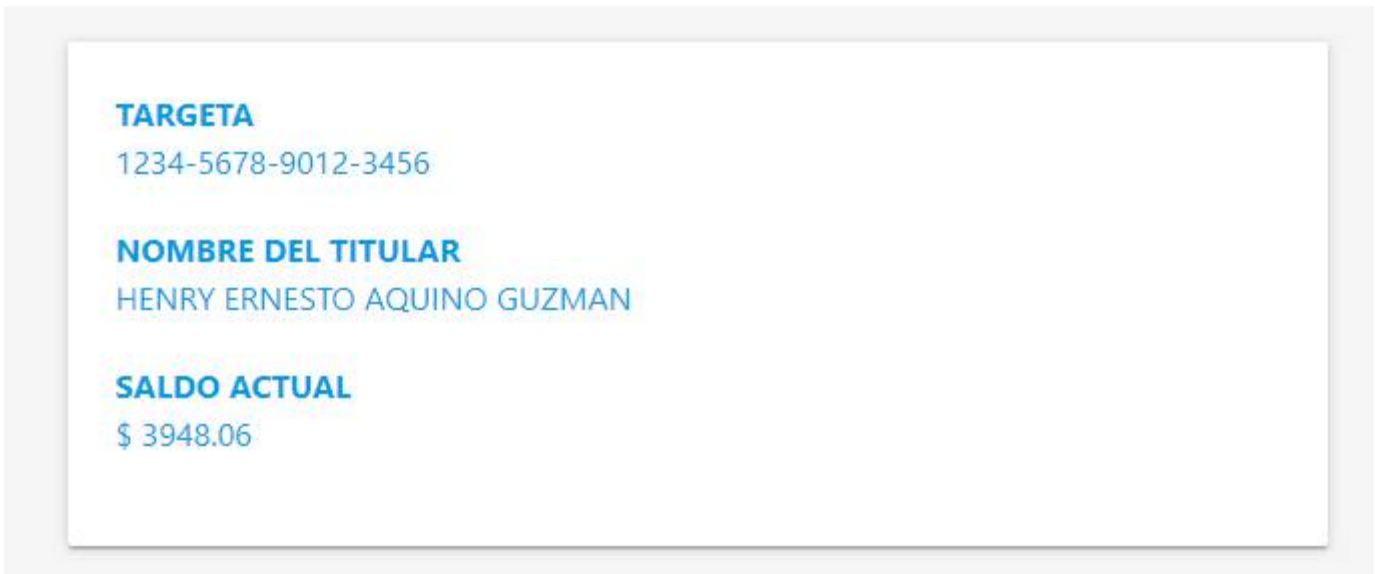 TARGETA
1234-5678-9012-3456
NOMBRE DEL TITULAR
HENRY ERNESTO AQUINO GUZMAN
SALDO ACTUAL
$ 3948.06